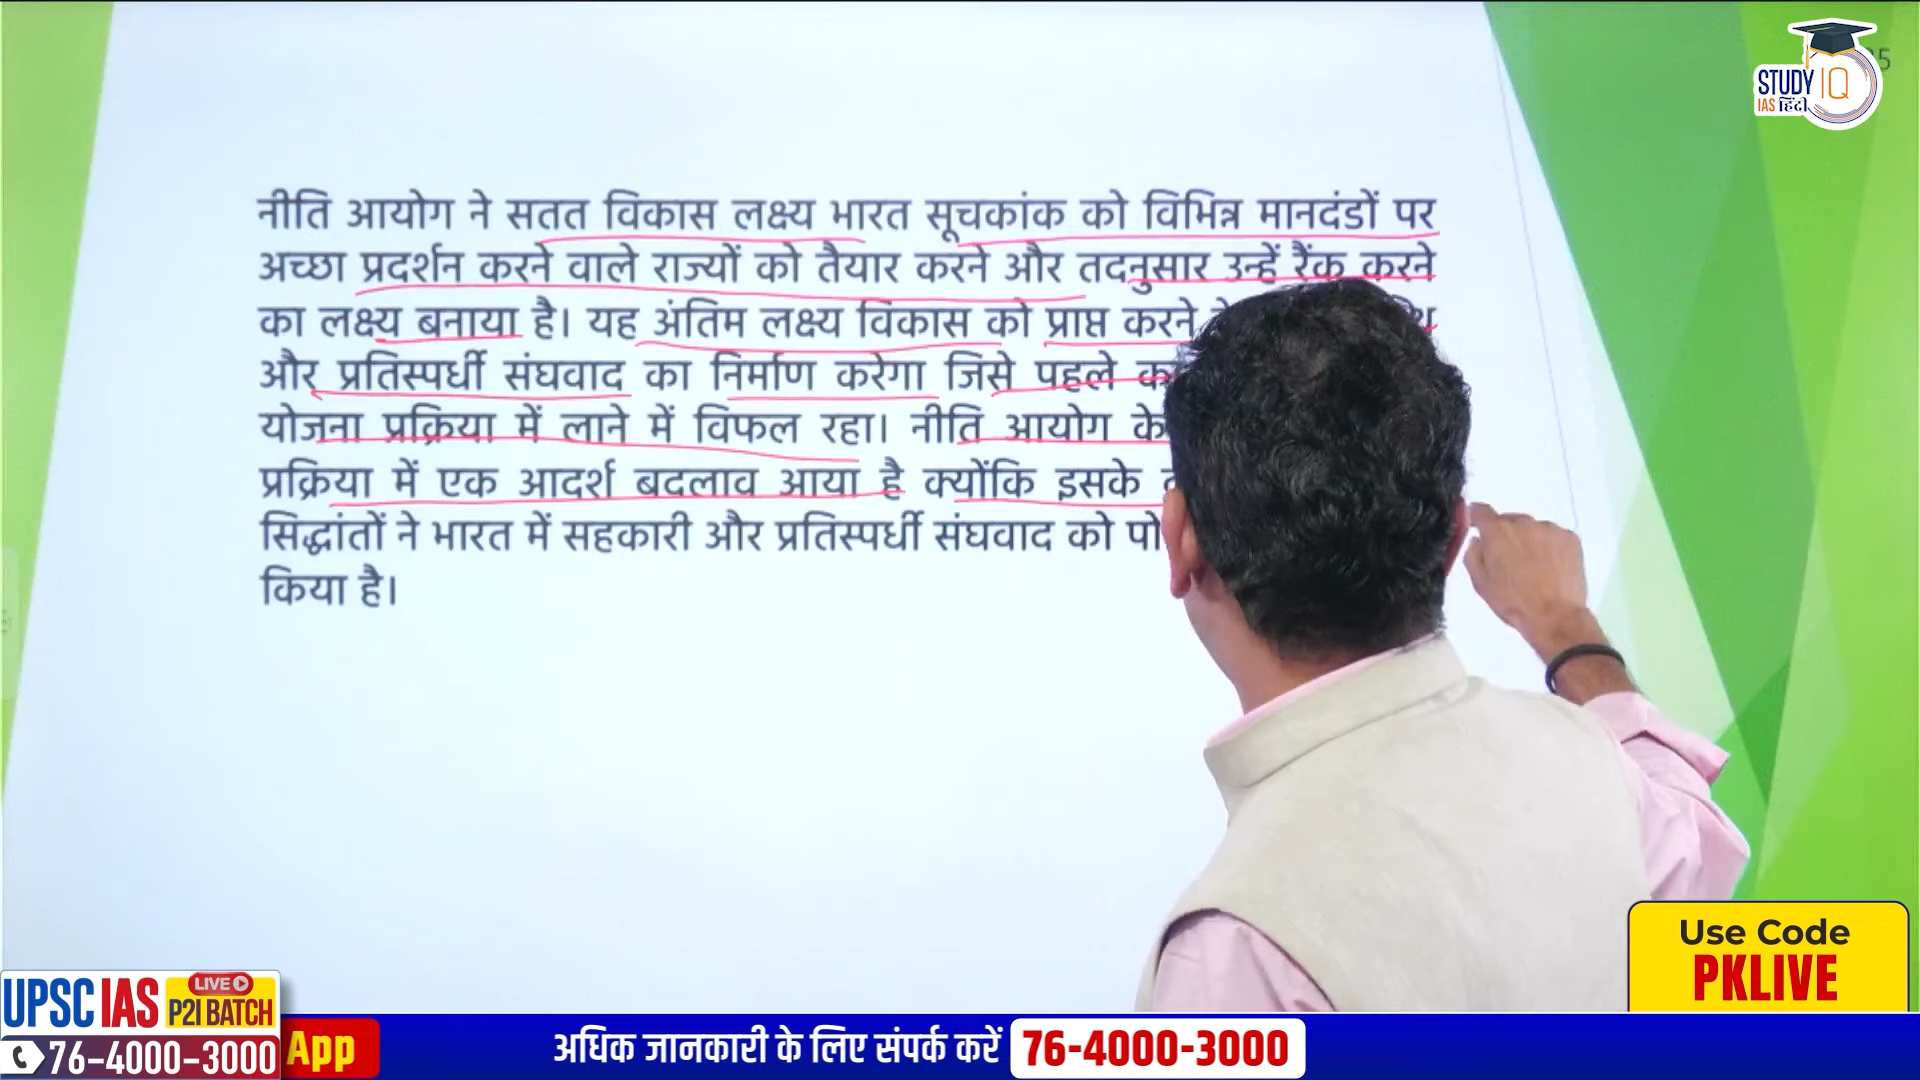 STUDY IQ
IAS हिंदी
5
नीति आयोग ने सतत विकास लक्ष्य भारत सूचकांक को विभिन्न मानदंडों पर
अच्छा प्रदर्शन करने वाले राज्यों को तैयार करने और तदनुसार उन्हें रैंक करने
का लक्ष्य बनाया है। यह अंतिम लक्ष्य विकास को प्राप्त करने
और प्रतिस्पर्धी संघवाद का निर्माण करेगा जिसे पहले
योजना प्रक्रिया में लाने में विफल रहा। नीति आयोग के
प्रक्रिया में एक आदर्श बदलाव आया है क्योंकि इसके
सिद्धांतों ने भारत में सहकारी और प्रतिस्पर्धी संघवाद को पो
किया है।
Use Code
PKLIVE
UPSC IAS LIVE P2I BATCH
76-4000-3000 App
अधिक जानकारी के लिए संपर्क करें 76-4000-3000